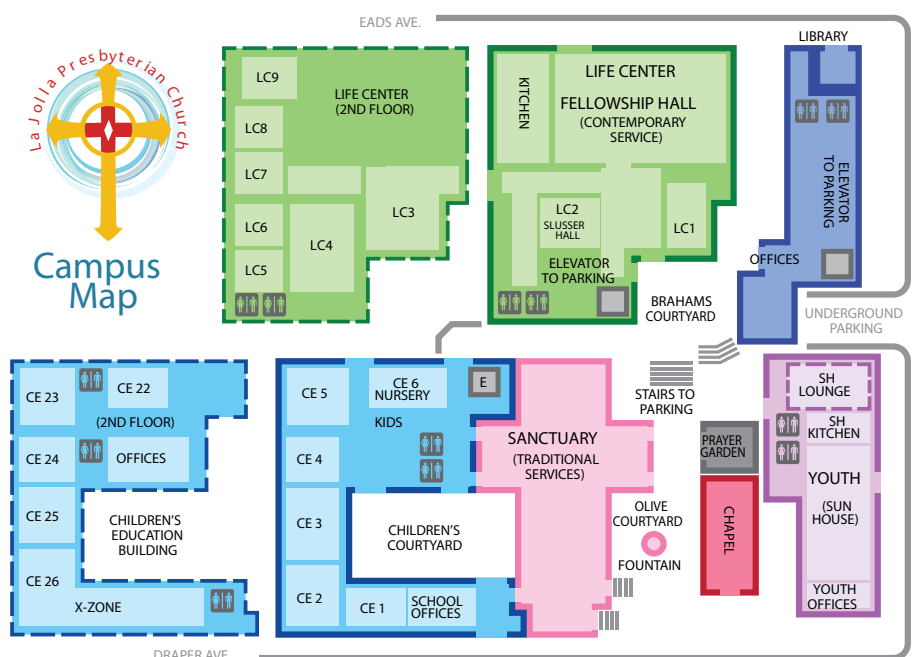 La Jolla Presbyterian Church
Campus
Map
EADS AVE.
LC9
LIFE CENTER
(2ND FLOOR)
LC8
LC7
LC6
LC5
LC4
LC3
KITCHEN
LIFE CENTER
FELLOWSHIP HALL
(CONTEMPORARY
SERVICE)
LC2
SLUSSER
HALL
LC1
ELEVATOR
TO PARKING
BRAHAMS
COURTYARD
LIBRARY
ELEVATOR
TO PARKING
OFFICES
UNDERGROUND
PARKING
CE 23
CE 22
(2ND FLOOR)
CE 24
OFFICES
CE 25
CHILDREN'S
EDUCATION
BUILDING
CE 26
X-ZONE
CE 5
CE 6
NURSERY
E
KIDS
CE 4
CE 3
CHILDREN'S
COURTYARD
CE 2
CE 1
SCHOOL
OFFICES
SANCTUARY
(TRADITIONAL
SERVICES)
STAIRS TO
PARKING
OLIVE
COURTYARD
FOUNTAIN
PRAYER
GARDEN
CHAPEL
SH
LOUNGE
SH
KITCHEN
YOUTH
(SUN
HOUSE)
YOUTH
OFFICES
DRAPER AVE.